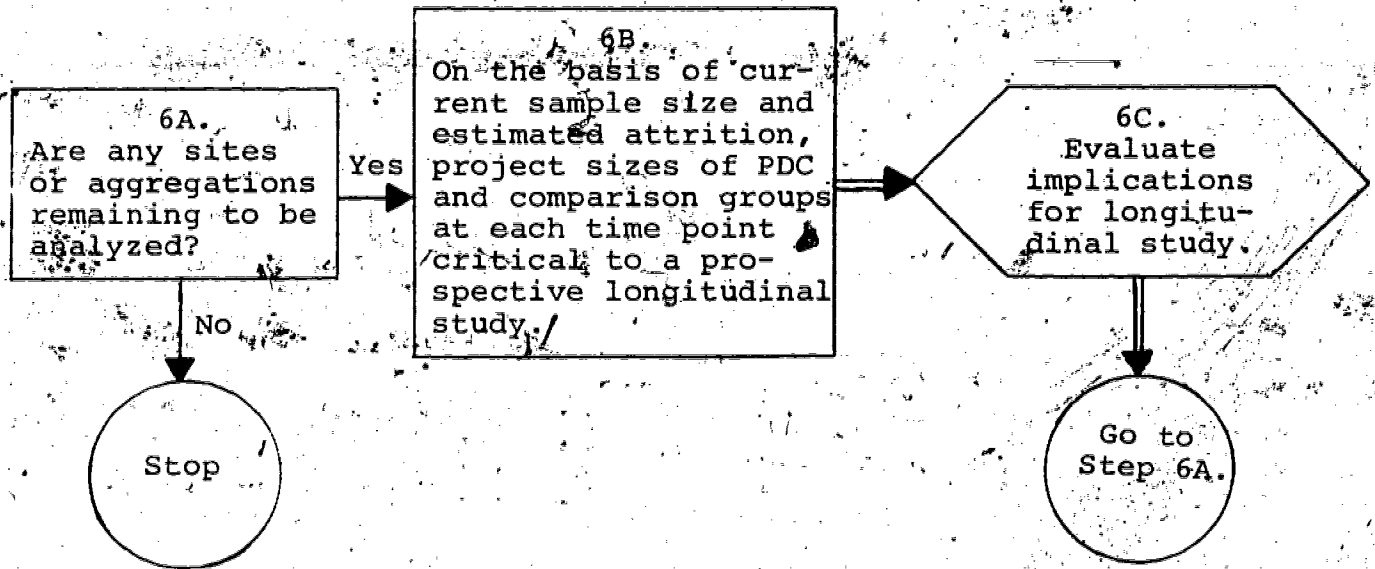 6A.
Are any sites
or aggregations
remaining to be
analyzed?
Yes
No
Stop
6B.
On the basis of cur-
rent sample size and
estimated attrition,
project sizes of PDC
and comparison groups
at each time point
critical to a pro-
spective longitudinal
study.
6C.
Evaluate
implications
for longitu-
dinal study.
Go to
Step 6A.